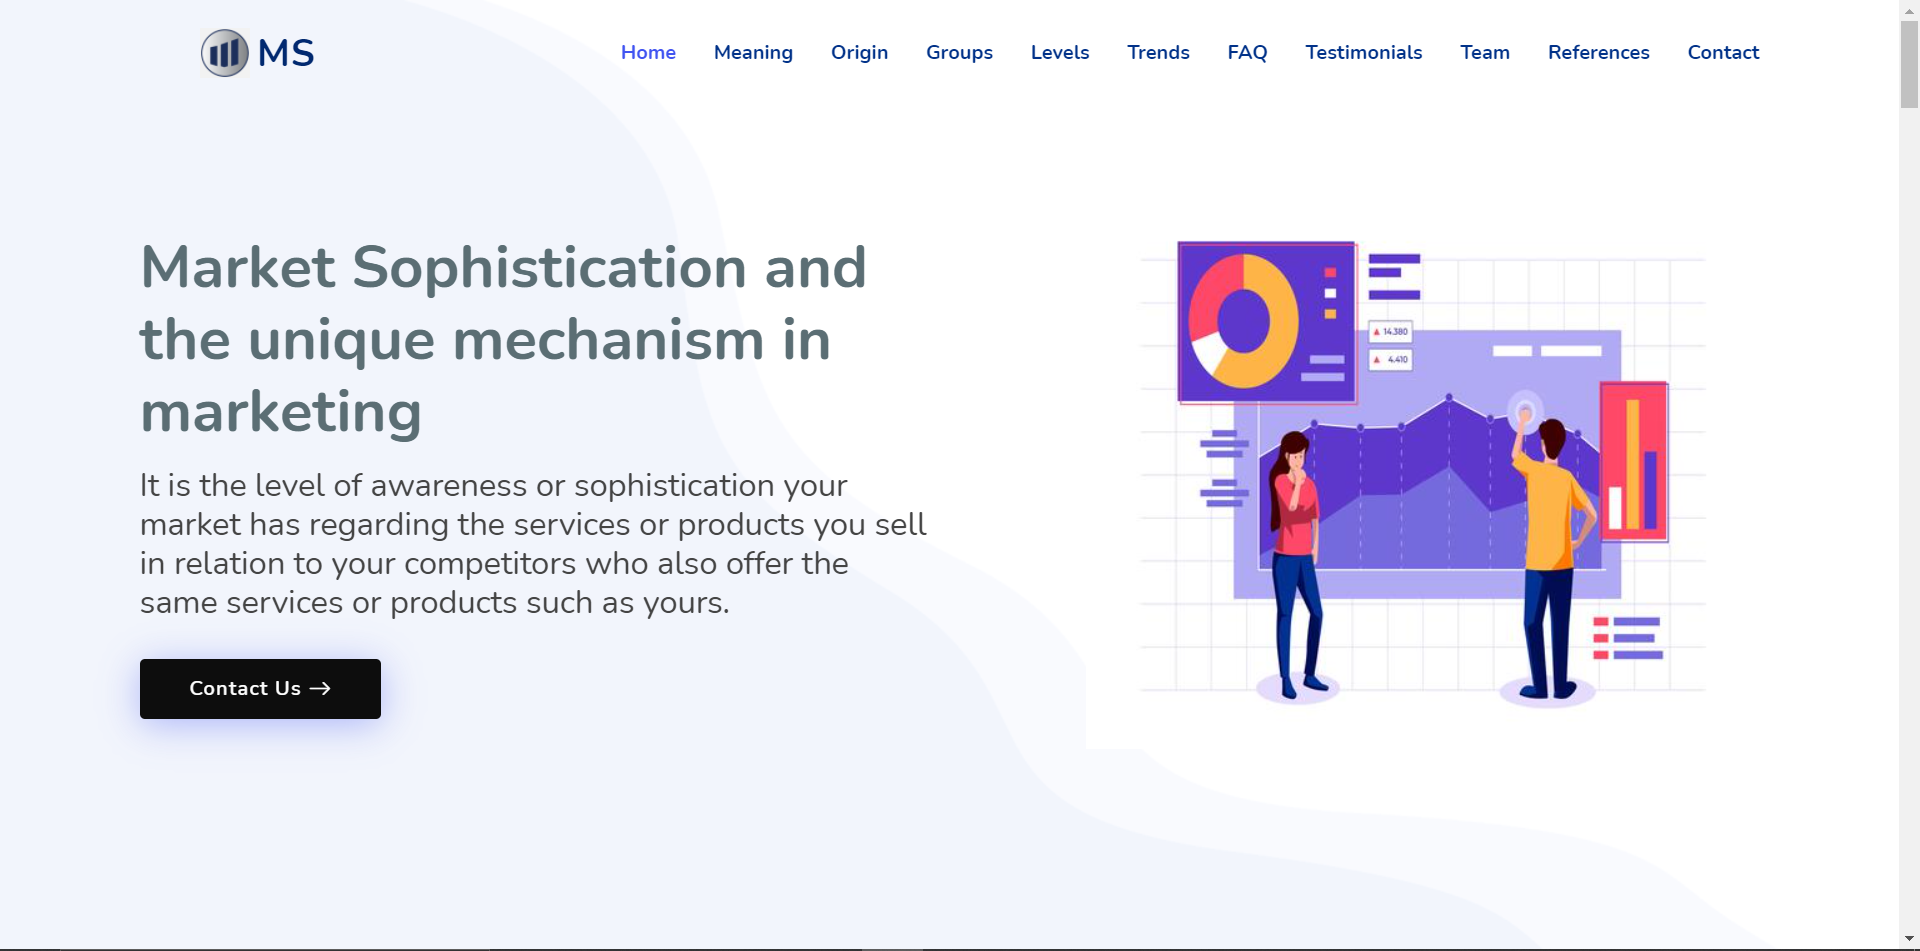 MS
Home Meaning Origin Groups Levels Trends FAQ Testimonials Team References Contact
Market Sophistication and
the unique mechanism in
marketing
It is the level of awareness or sophistication your
market has regarding the services or products you sell
in relation to your competitors who also offer the
same services or products such as yours.
Contact Us →
14.380
4.410